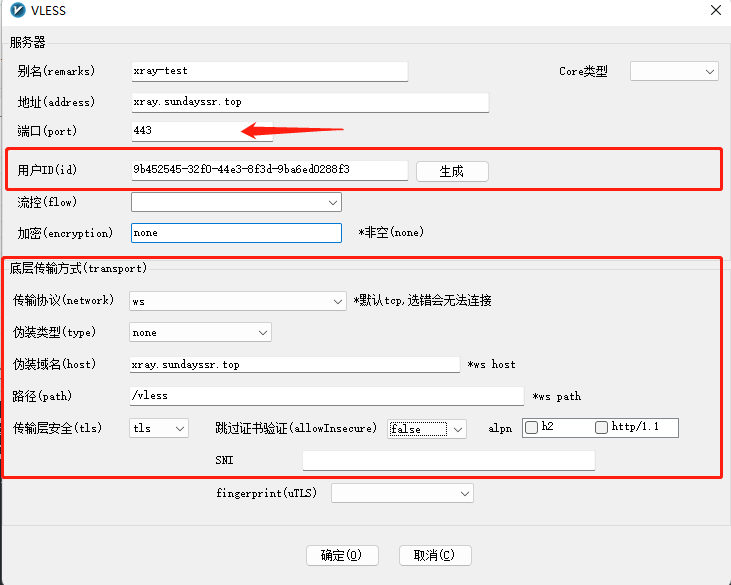 VLESS
服务器
别名(remarks) xray-test Core类型
地址(address) xray.sundayssr.top
端口(port) 443
用户ID(id) 9b452545-32f0-44e3-8f3d-9ba6ed0288f3 生成
流控(flow)
加密(encryption) none *非空(none)
底层传输方式(transport)
传输协议(network) ws *默认tcp,选错会无法连接
伪装类型(type) none
伪装域名(host) xray.sundayssr.top *ws host
路径(path) /vless *ws path
传输层安全(tls) tls 跳过证书验证(allowInsecure) false alpn h2 http/1.1
SNI
fingerprint(uTLS)
确定(O) 取消(C)